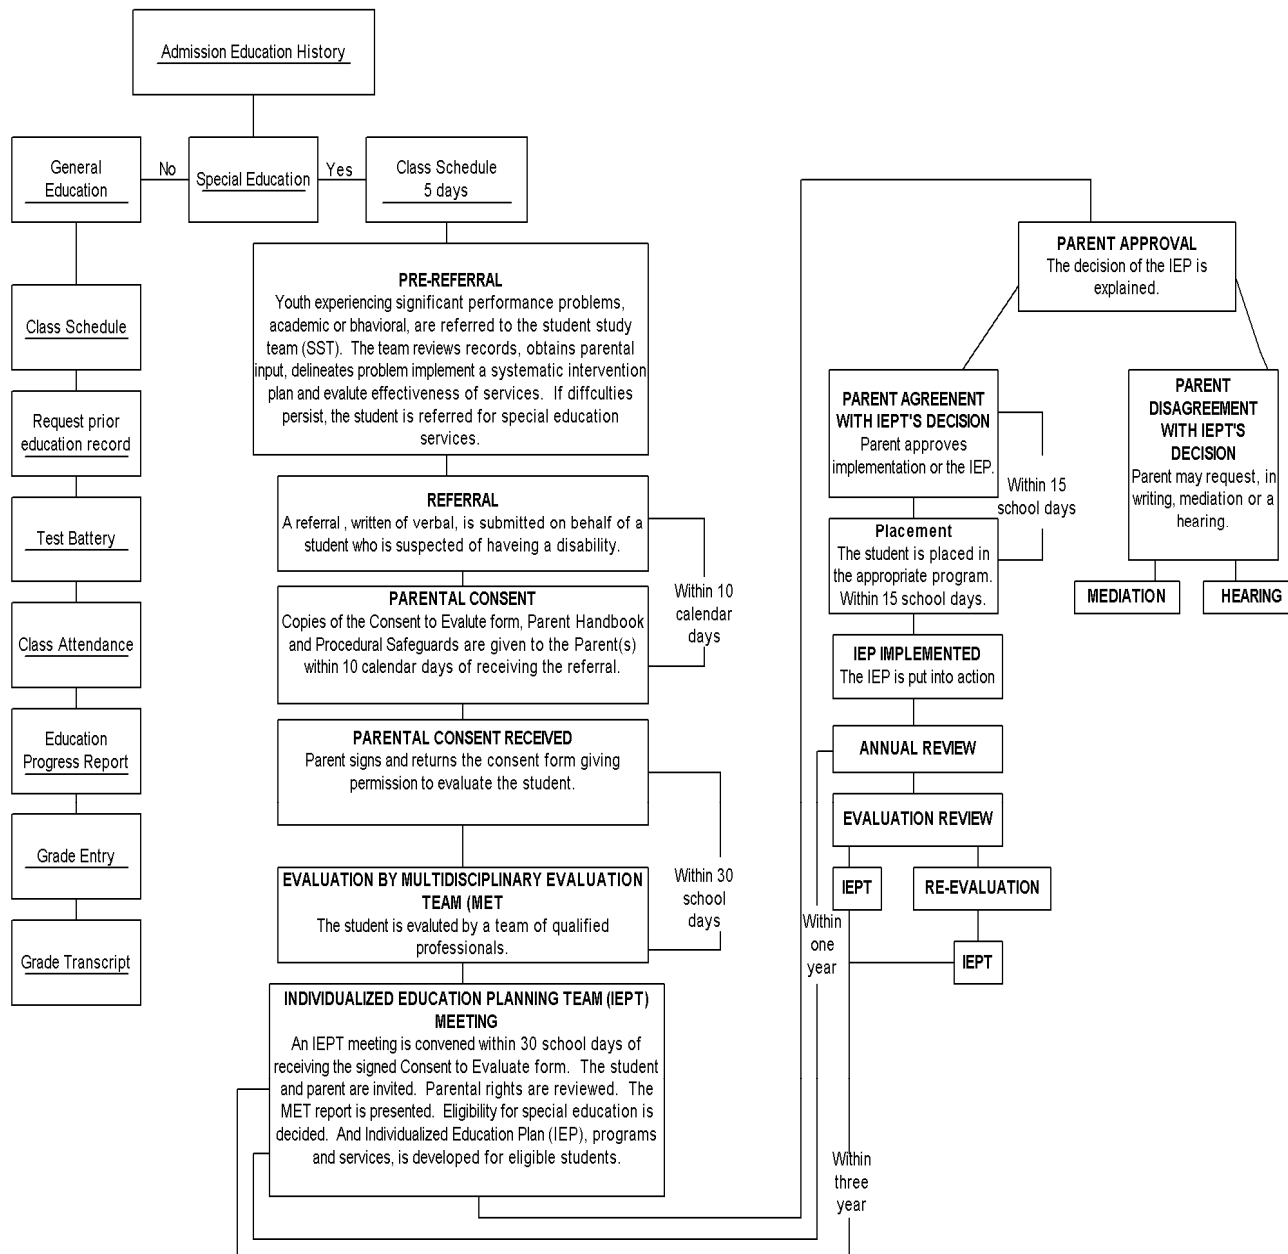 Admission Education History
General
Education
No
Special Education
Yes
Class Schedule
5 days
Class Schedule
Request prior
education record
Test Battery
Class Attendance
Education
Progress Report
Grade Entry
Grade Transcript
PRE-REFERRAL
Youth experiencing significant performance problems,
academic or bhavioral, are referred to the student study
team (SST). The team reviews records, obtains parental
input, delineates problem implement a systematic intervention
plan and evalute effectiveness of services. If diffculties
persist, the student is referred for special education
services.
REFERRAL
A referral , written of verbal, is submitted on behalf of a
student who is suspected of haveing a disability.
Within 10
calendar
days
PARENTAL CONSENT
Copies of the Consent to Evalute form, Parent Handbook
and Procedural Safeguards are given to the Parent(s)
within 10 calendar days of receiving the referral.
PARENTAL CONSENT RECEIVED
Parent signs and returns the consent form giving
permission to evaluate the student.
Within 30
school
days
EVALUATION BY MULTIDISCIPLINARY EVALUATION
TEAM (MET
The student is evaluted by a team of qualified
professionals.
INDIVIDUALIZED EDUCATION PLANNING TEAM (IEPT)
MEETING
An IEPT meeting is convened within 30 school days of
receiving the signed Consent to Evaluate form. The student
and parent are invited. Parental rights are reviewed. The
MET report is presented. Eligibility for special education is
decided. And Individualized Education Plan (IEP), programs
and services, is developed for eligible students.
PARENT APPROVAL
The decision of the IEP is
explained.
PARENT AGREENENT
WITH IEPT'S DECISION
Parent approves
implementation or the IEP.
Within 15
school days
PARENT
DISAGREEMENT
WITH IEPT'S
DECISION
Parent may request, in
writing, mediation or a
hearing.
MEDIATION
HEARING
Placement
The student is placed in
the appropriate program.
Within 15 school days.
IEP IMPLEMENTED
The IEP is put into action
ANNUAL REVIEW
EVALUATION REVIEW
IEPT
RE-EVALUATION
IEPT
Within
one
year
Within
three
year